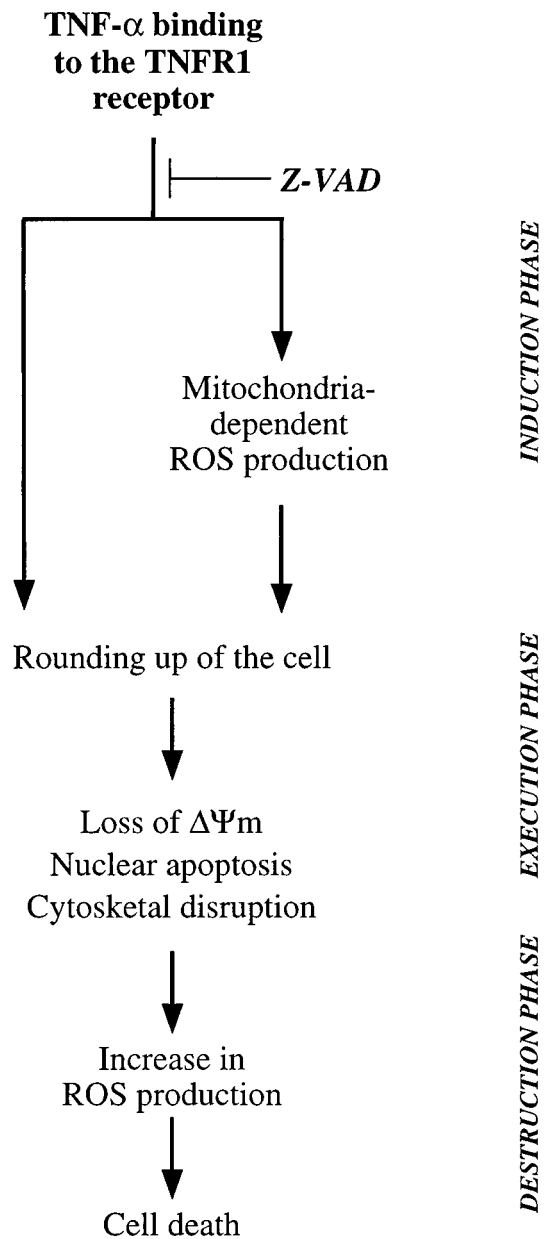 TNF-α binding
to the TNFR1
receptor
Z-VAD
INDUCTION PHASE
Mitochondria-
dependent
ROS production
Rounding up of the cell
EXECUTION PHASE
Loss of ΔΨm
Nuclear apoptosis
Cytosketal disruption
DESTRUCTION PHASE
Increase in
ROS production
Cell death